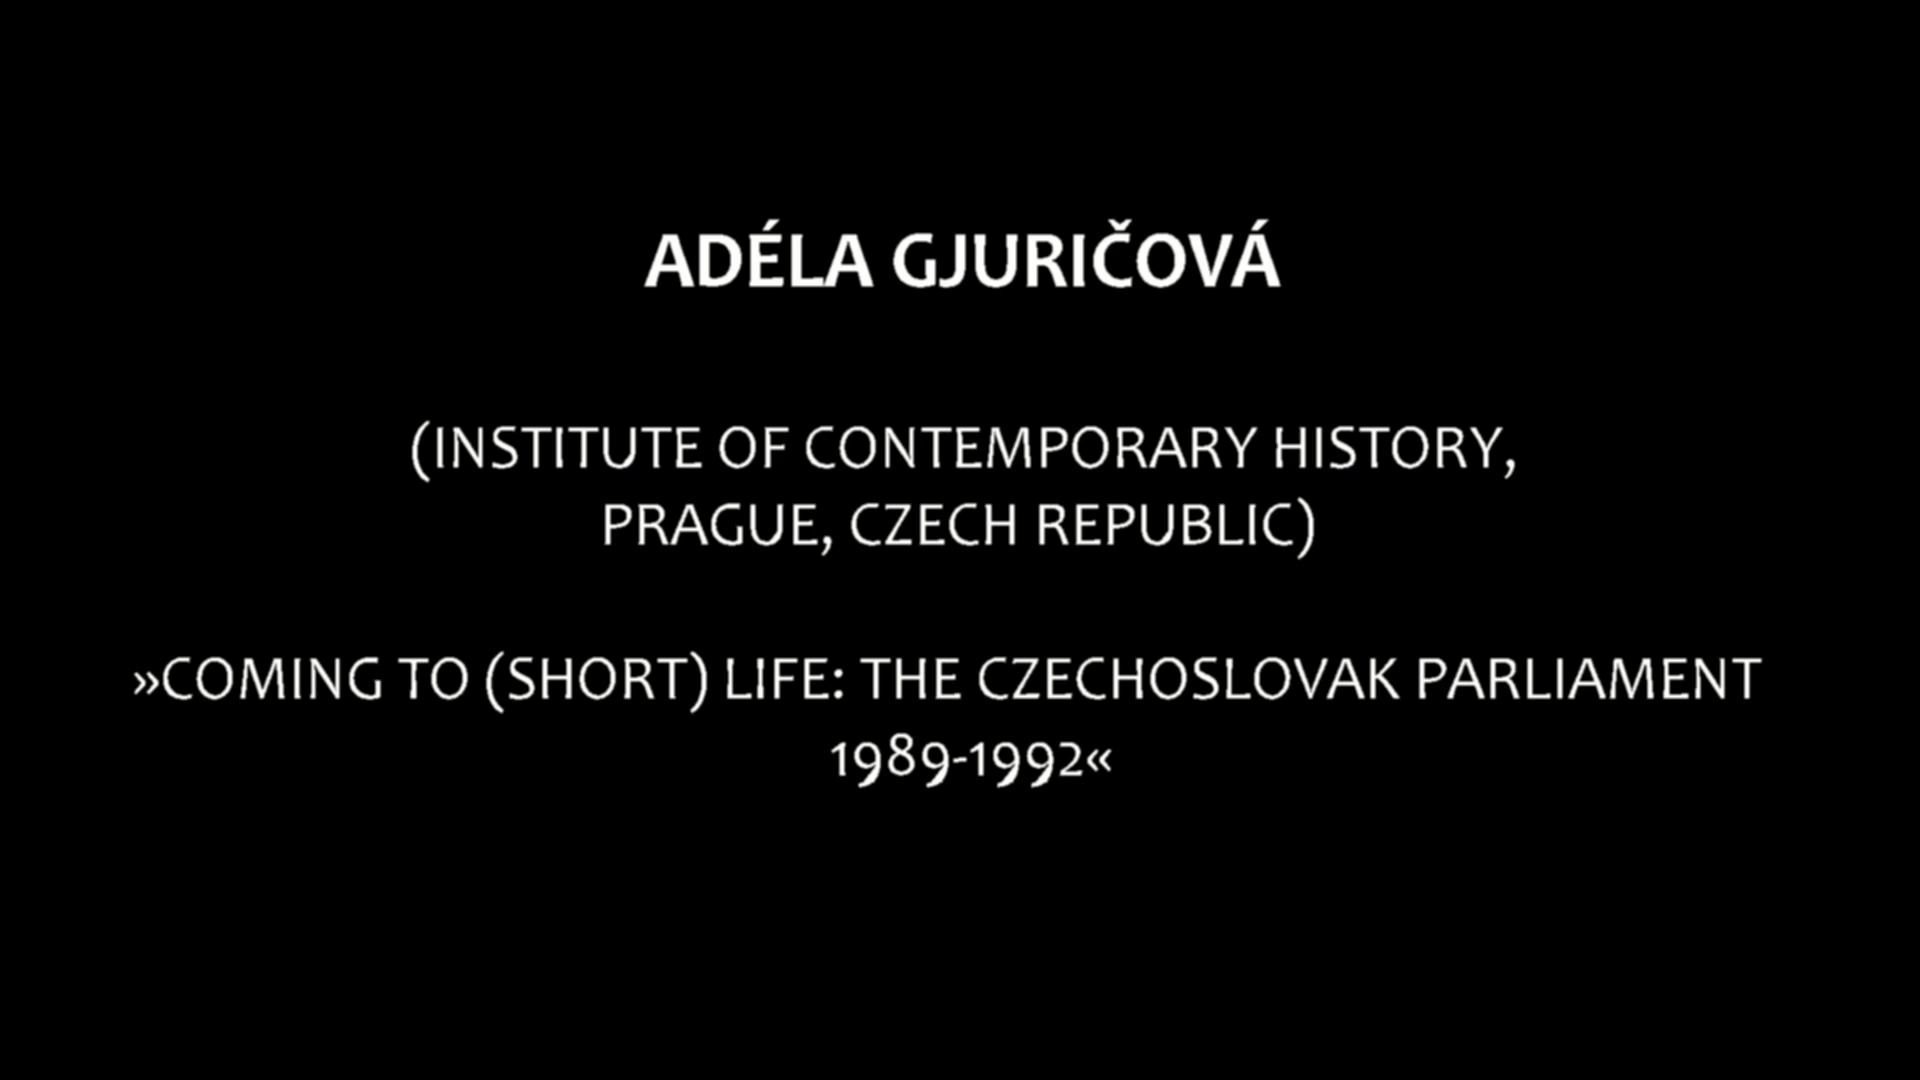 ADÉLA GJURIČOVÁ
(INSTITUTE OF CONTEMPORARY HISTORY,
PRAGUE, CZECH REPUBLIC)
»COMING TO (SHORT) LIFE: THE CZECHOSLOVAK PARLIAMENT
1989-1992«